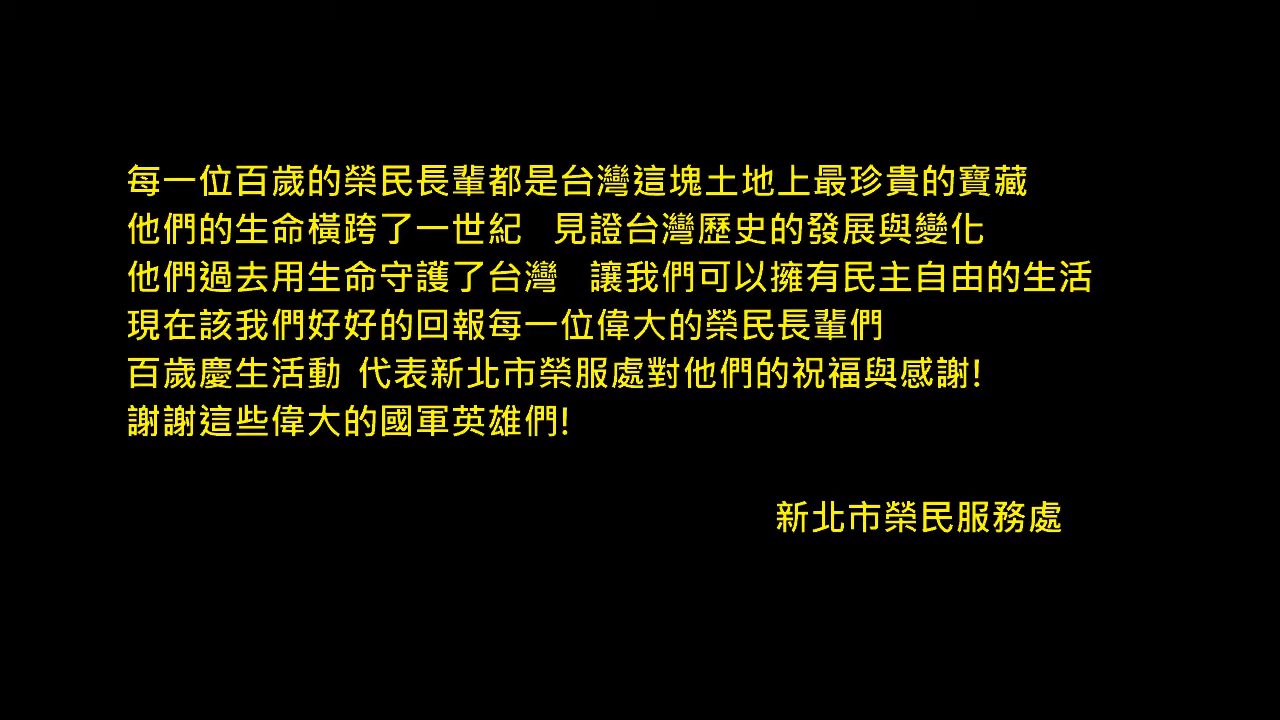 每一位百歲的榮民長輩都是台灣這塊土地上最珍貴的寶藏
他們的生命橫跨了一世紀　見證台灣歷史的發展與變化
他們過去用生命守護了台灣　讓我們可以擁有民主自由的生活
現在該我們好好的回報每一位偉大的榮民長輩們
百歲慶生活動 代表新北市榮服處對他們的祝福與感謝!
謝謝這些偉大的國軍英雄們!
新北市榮民服務處